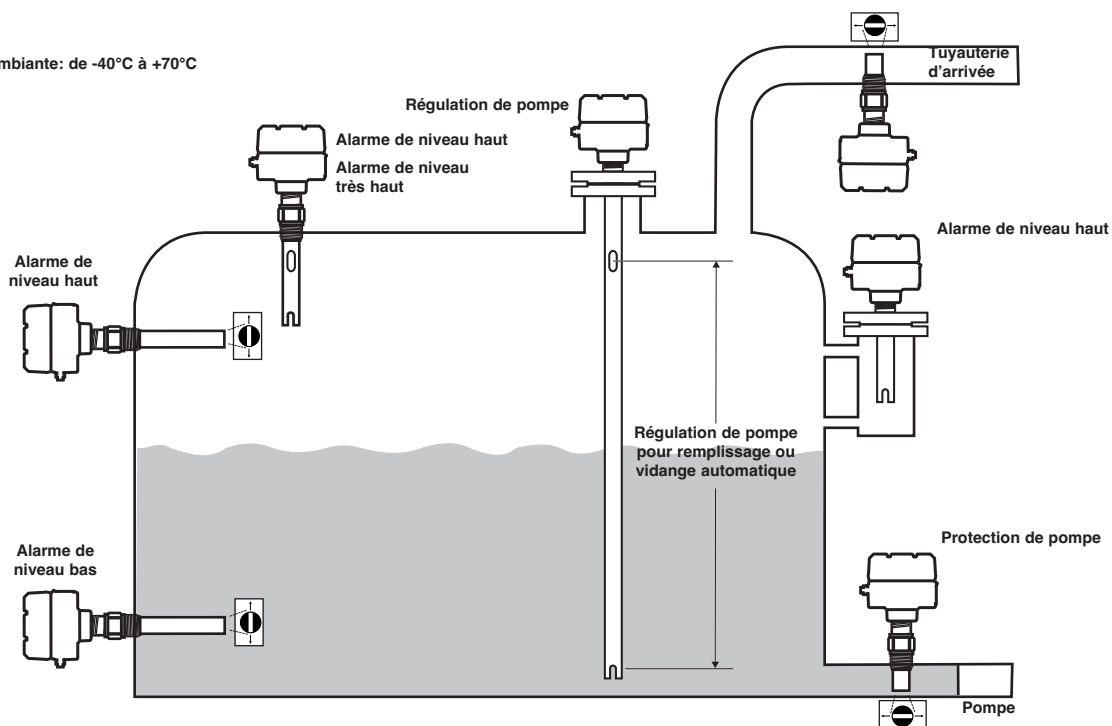 mbiante: de -40°C à +70°C
Tuyauterie
d'arrivée
Régulation de pompe
Alarme de niveau haut
Alarme de niveau
très haut
Alarme de niveau haut
Alarme de
niveau haut
Régulation de pompe
pour remplissage ou
vidange automatique
Protection de pompe
Alarme de
niveau bas
Pompe